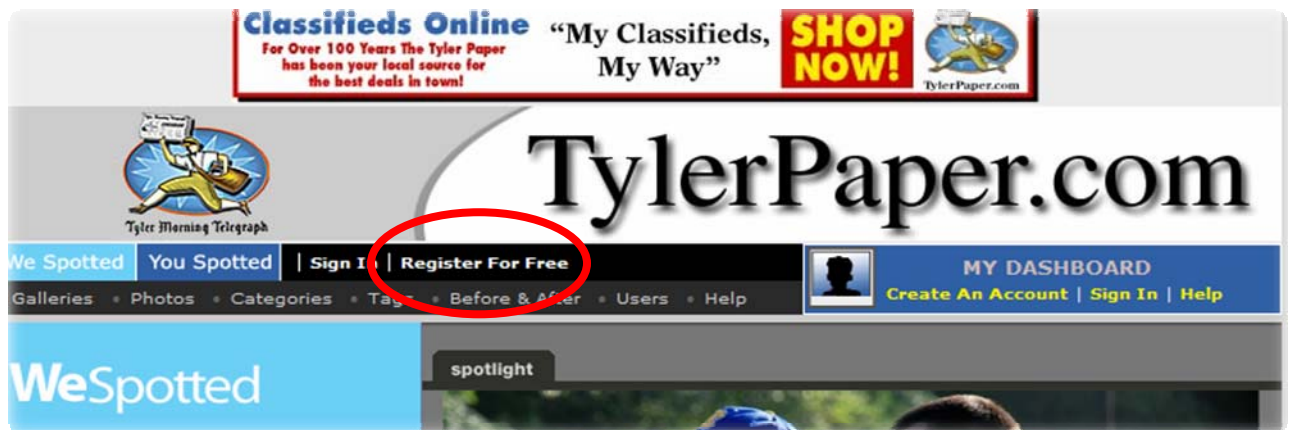 Classifieds Online
For Over 100 Years The Tyler Paper
has been your local source for
the best deals in town!
“My Classifieds,
My Way”
SHOP
NOW!
TylerPaper.com
Tyler Morning Telegraph
TylerPaper.com
We Spotted You Spotted | Sign In | Register For Free
Galleries • Photos • Categories • Tags • Before & After • Users • Help
MY DASHBOARD
Create An Account | Sign In | Help
WeSpotted
spotlight